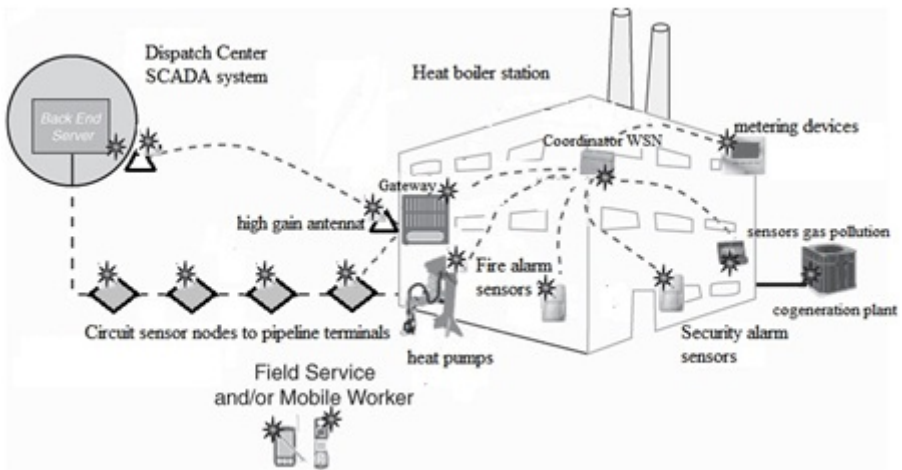 Dispatch Center
SCADA system
Back End
Server
Heat boiler station
Coordinator WSN
metering devices
Gateway
high gain antennat
sensors gas pollution
Fire alarm
sensors
cogeneration plant
Circuit sensor nodes to pipeline terminals
heat pumps
Security alarm
sensors
Field Service
and/or Mobile Worker